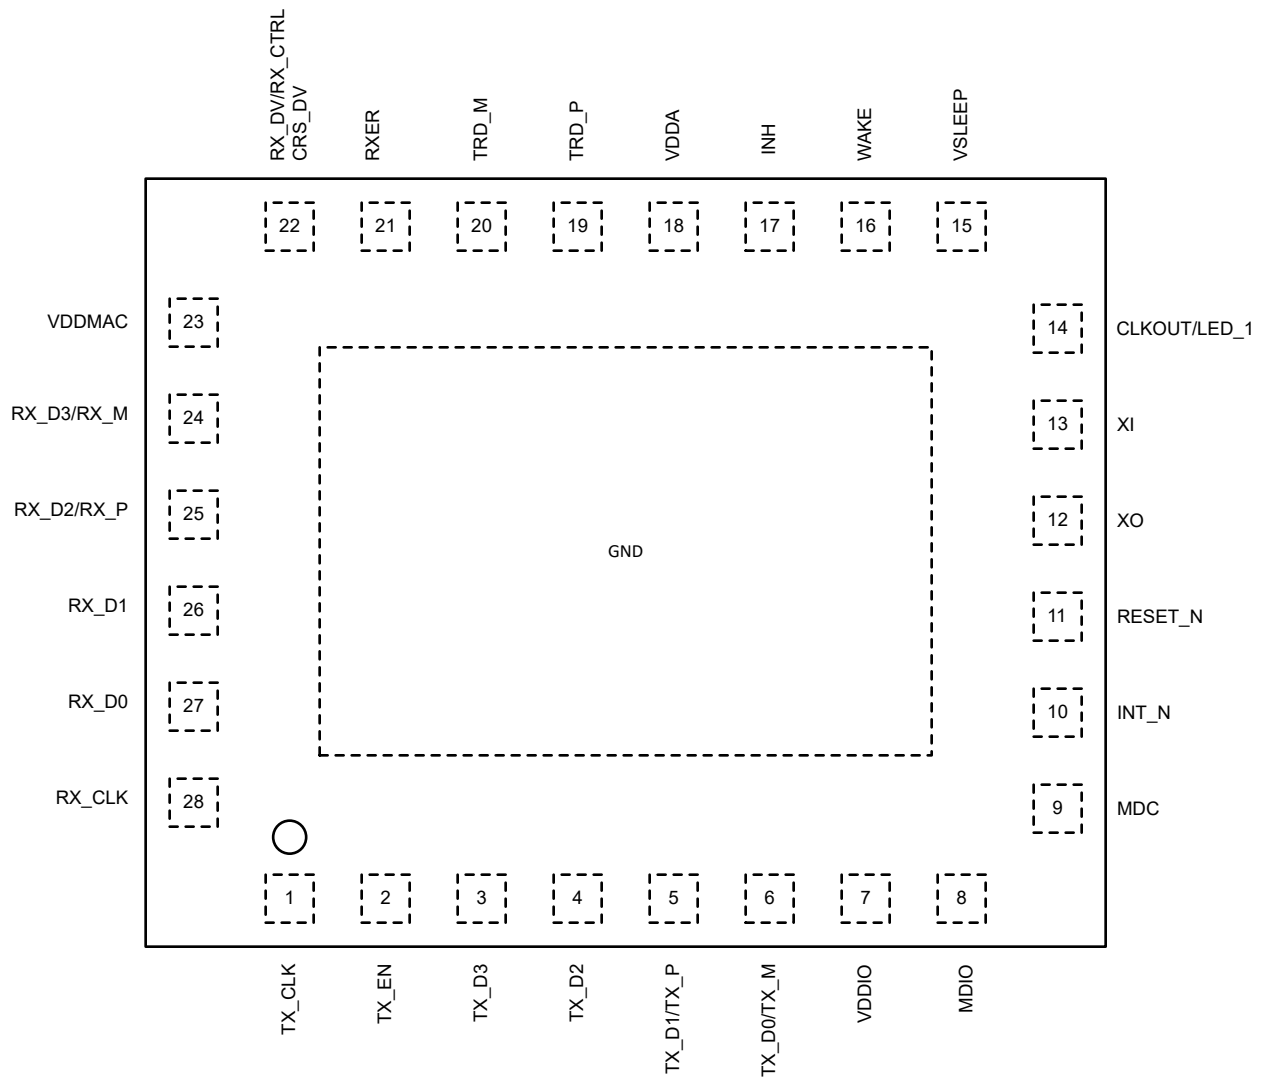 RX_DV/RX_CTRL
CRS_DV
RXER
TRD_M
TRD_P
VDDA
INH
WAKE
VSLEEP
22
21
20
19
18
17
16
15
VDDMAC
23
14
CLKOUT/LED_1
RX_D3/RX_M
24
13
XI
RX_D2/RX_P
25
12
XO
GND
RX_D1
26
11
RESET_N
RX_D0
27
10
INT_N
RX_CLK
28
9
MDC
1
2
3
4
5
6
7
8
TX_CLK
TX_EN
TX_D3
TX_D2
TX_D1/TX_P
TX_D0/TX_M
VDDIO
MDIO